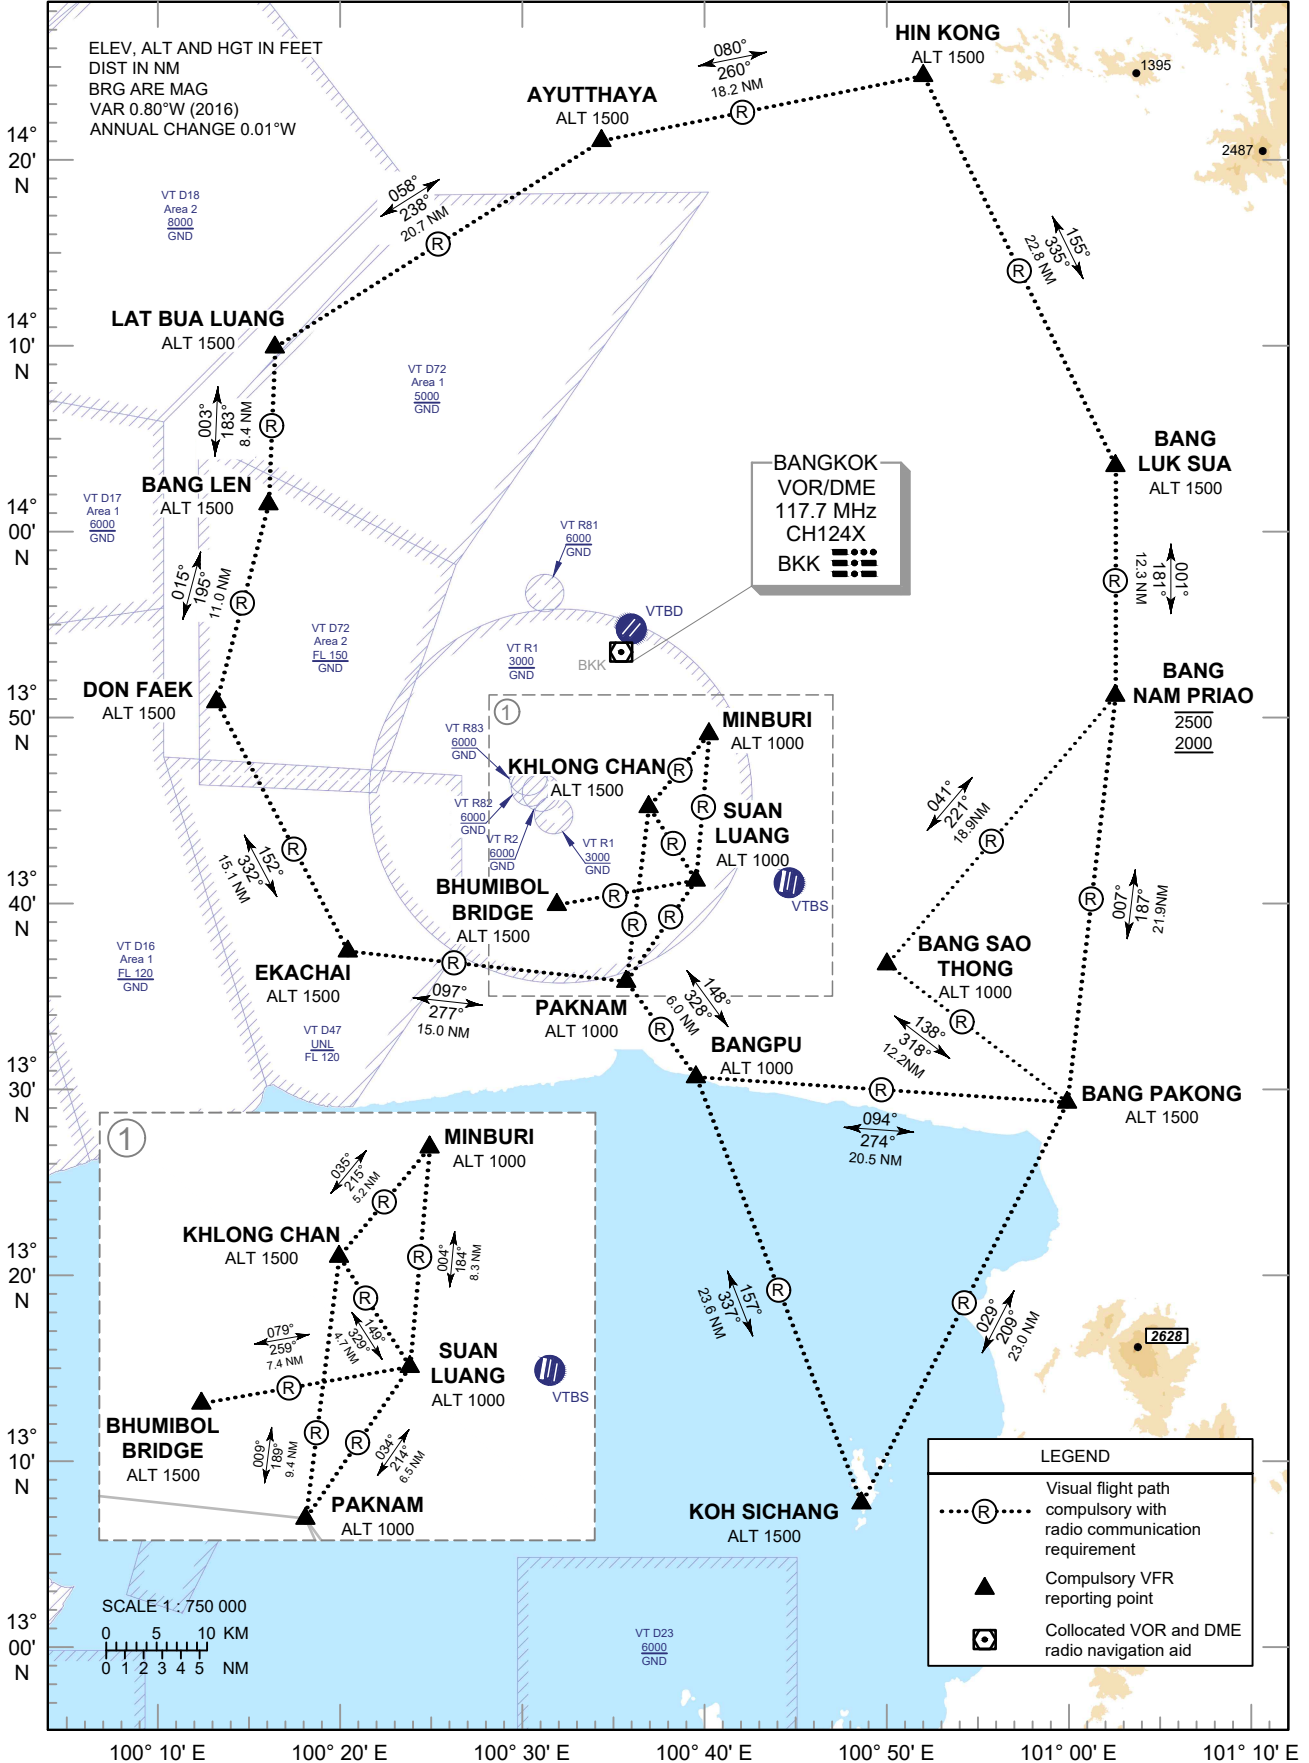 ELEV, ALT AND HGT IN FEET
DIST IN NM
BRG ARE MAG
VAR 0.80°W (2016)
ANNUAL CHANGE 0.01°W
HIN KONG
ALT 1500
1395
2487
080°
260°
18.2 NM
R
AYUTTHAYA
ALT 1500
058°
238°
20.7 NM
R
VT D18
Area 2
8000
GND
155°
335°
22.8 NM
R
LAT BUA LUANG
ALT 1500
VT D72
Area 1
5000
GND
003°
183°
8.4 NM
R
BANG LEN
ALT 1500
VT D17
Area 1
6000
GND
BANG
LUK SUA
ALT 1500
BANGKOK
VOR/DME
117.7 MHz
CH124X
BKK
VT R81
6000
GND
001°
181°
12.3 NM
R
015°
195°
11.0 NM
R
VTBD
BKK
VT D72
Area 2
FL 150
GND
VT R1
3000
GND
DON FAEK
ALT 1500
BANG
NAM PRIAO
2500
2000
1
MINBURI
ALT 1000
R
VT R83
6000
GND
KHLONG CHAN
ALT 1500
R
VT R82
6000
GND
VT R2
6000
GND
VT R1
3000
GND
SUAN
LUANG
ALT 1000
R
VTBS
BHUMIBOL
BRIDGE
ALT 1500
R
R
R
041°
221°
18.9NM
R
152°
332°
15.1 NM
R
007°
187°
21.9NM
R
VT D16
Area 1
FL 120
GND
EKACHAI
ALT 1500
R
097°
277°
15.0 NM
BANG SAO
THONG
ALT 1000
PAKNAM
ALT 1000
148°
328°
6.0 NM
R
138°
318°
12.2NM
R
VT D47
UNL
FL 120
BANGPU
ALT 1000
BANG PAKONG
ALT 1500
R
094°
274°
20.5 NM
1
MINBURI
ALT 1000
035°
215°
5.2 NM
R
KHLONG CHAN
ALT 1500
004°
184°
8.3 NM
R
R
149°
329°
4.7 NM
079°
259°
7.4 NM
R
SUAN
LUANG
ALT 1000
VTBS
BHUMIBOL
BRIDGE
ALT 1500
009°
189°
9.4 NM
R
034°
214°
6.5 NM
R
PAKNAM
ALT 1000
157°
337°
23.6 NM
R
029°
209°
23.0 NM
R
2628
KOH SICHANG
ALT 1500
LEGEND
R
Visual flight path
compulsory with
radio communication
requirement
Compulsory VFR
reporting point
Collocated VOR and DME
radio navigation aid
VT D23
6000
GND
SCALE 1 : 750 000
0 5 10 KM
0 1 2 3 4 5 NM
14°
20'
N
14°
10'
N
14°
00'
N
13°
50'
N
13°
40'
N
13°
30'
N
13°
20'
N
13°
10'
N
13°
00'
N
100° 10' E 100° 20' E 100° 30' E 100° 40' E 100° 50' E 101° 00' E 101° 10' E